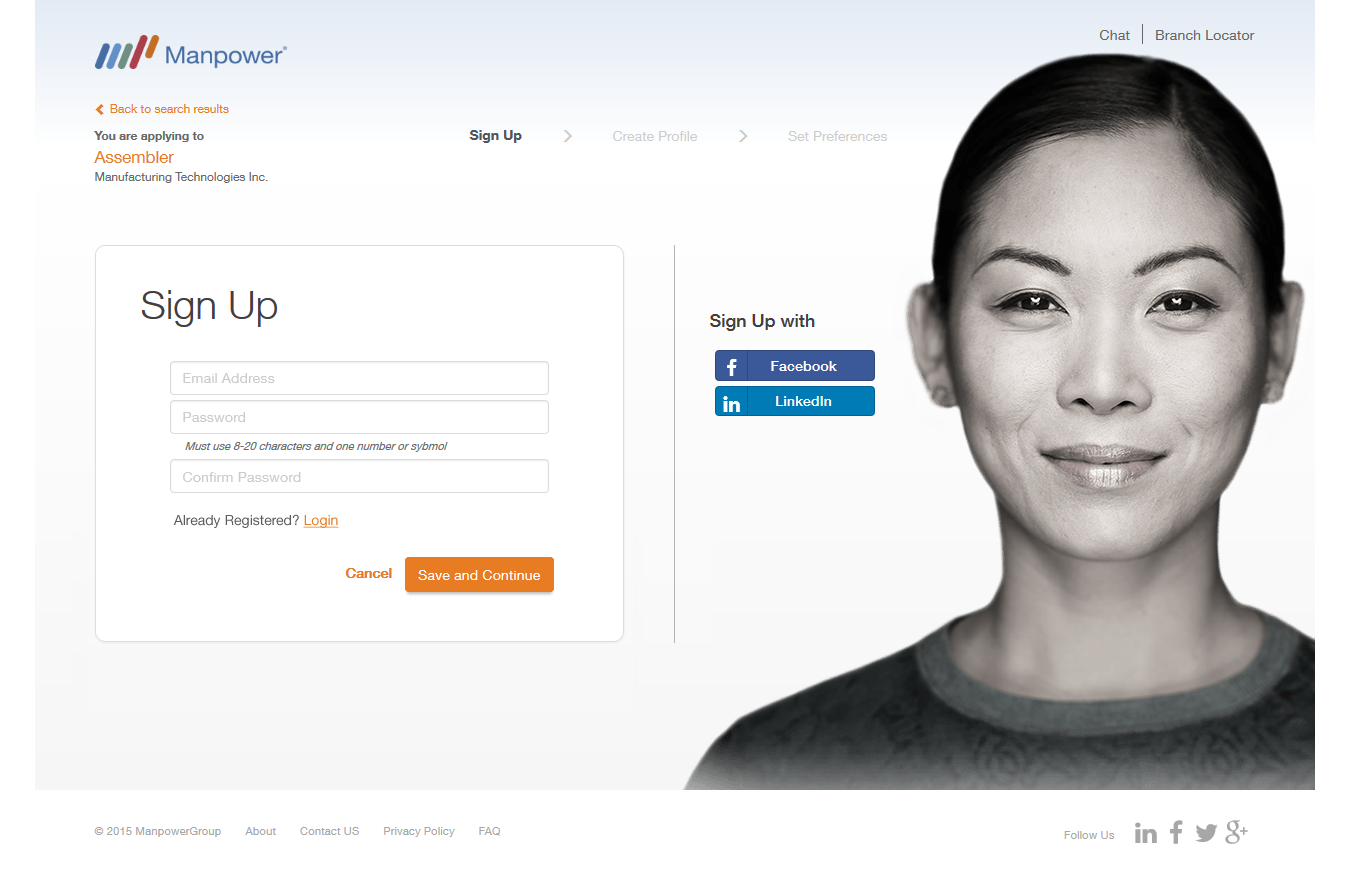 Manpower®
Chat
Branch Locator
Back to search results
You are applying to
Assembler
Manufacturing Technologies Inc.
Sign Up
Create Profile
Set Preferences
Sign Up
Email Address
Password
Must use 8-20 characters and one number or sybmol
Confirm Password
Already Registered? Login
Cancel
Save and Continue
Sign Up with
f Facebook
in LinkedIn
© 2015 ManpowerGroup
About
Contact US
Privacy Policy
FAQ
Follow Us
in f g+